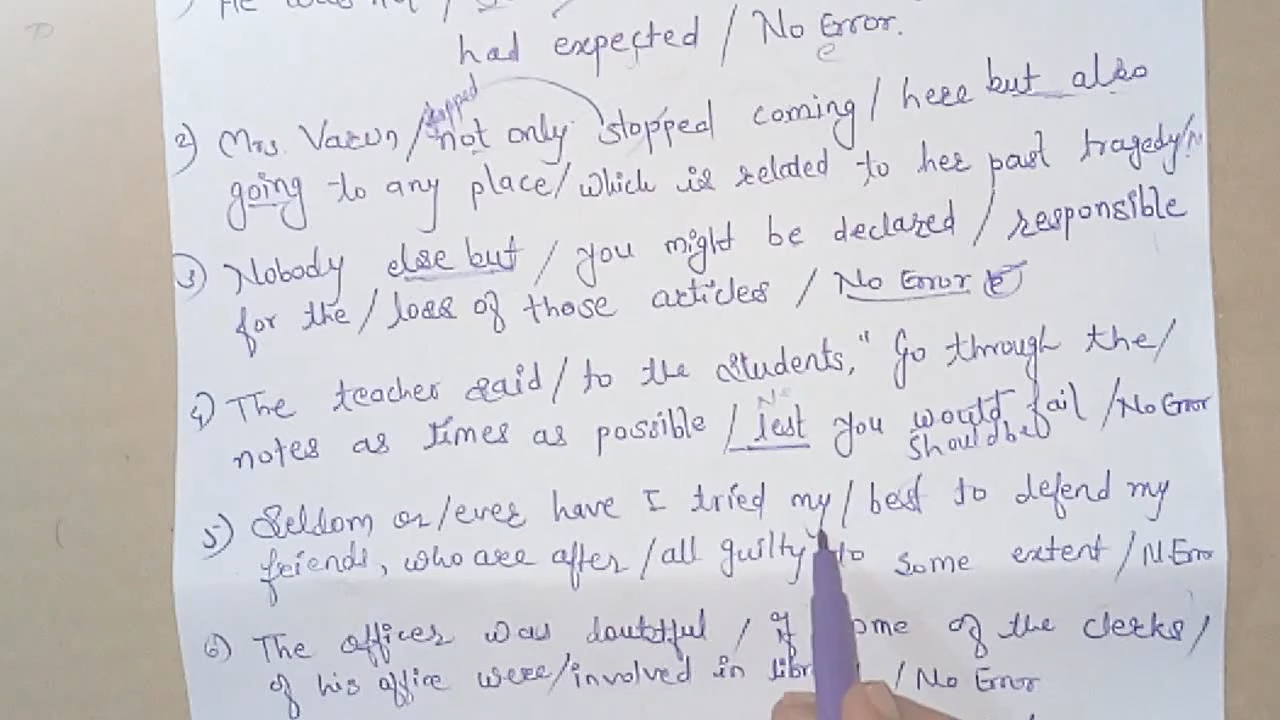 He was not /
had expected / No Error.
e
stopped
2) Mrs. Varun / not only stopped coming / here but also
going to any place / which is related to her past tragedy /
3) Nobody else but / you might be declared / responsible
for the / loss of those articles / No Error e
4) The teacher said / to the students, " Go through the /
notes as times as possible / lest you would fail / No Error
should be
5) Seldom or / ever have I tried my / best to defend my
friends, who are after / all guilty to some extent / N.Error
6) The officer was doubtful / if some of the clerks /
of his office were / involved in / No Error